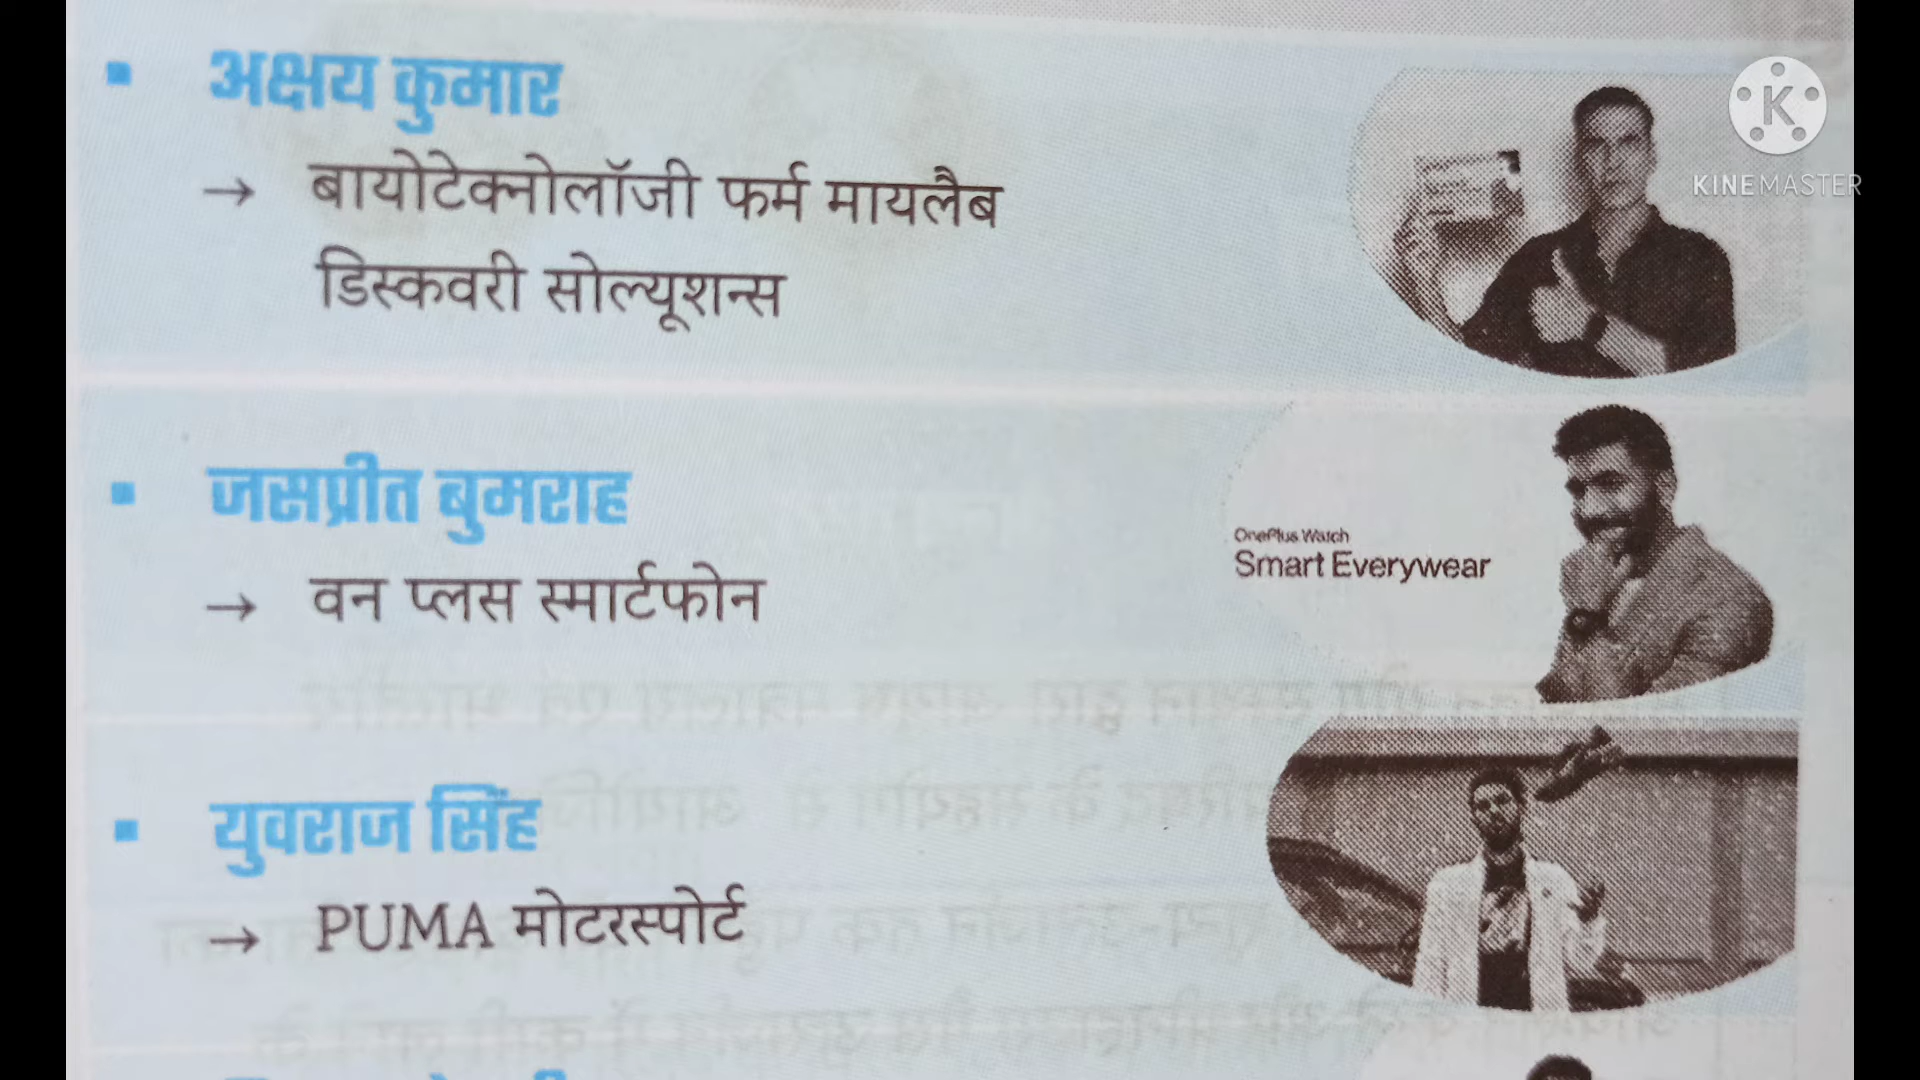 अक्षय कुमार
→ बायोटेक्नोलॉजी फर्म मायलैब
डिस्कवरी सोल्यूशन्स
KINEMASTER
जसप्रीत बुमराह
→ वन प्लस स्मार्टफोन
OnePlus Watch
Smart Everywear
युवराज सिंह
→ PUMA मोटरस्पोर्ट